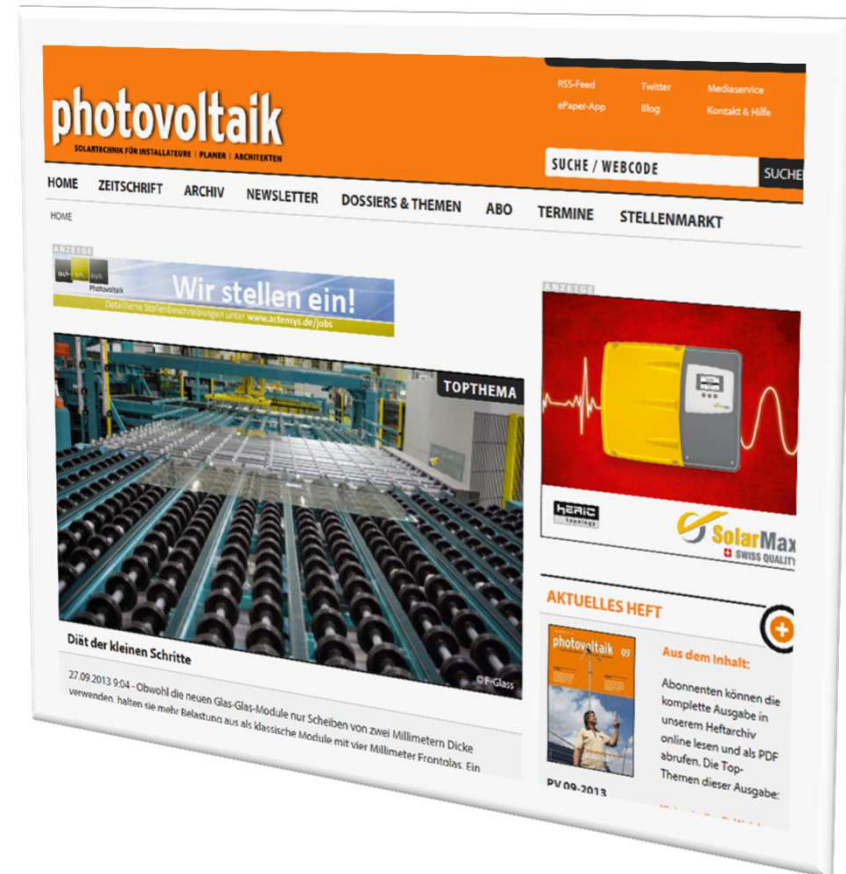 RSS-Feed
Twitter
Mediaservice
ePaper-App
Blog
Kontakt & Hilfe
photovoltaik
SOLARTECHNIK FÜR INSTALLATEURE | PLANER | ARCHITEKTEN
SUCHE / WEBCODE
SUCHE
HOME
ZEITSCHRIFT
ARCHIV
NEWSLETTER
DOSSIERS & THEMEN
ABO
TERMINE
STELLENMARKT
HOME
ANZEIGE
Photovoltaik
Wir stellen ein!
Detaillierte Stellenbeschreibungen unter www.actensys.de/jobs
TOPTHEMA
© F-Glass
Diät der kleinen Schritte
27.09.2013 9:04 - Obwohl die neuen Glas-Glas-Module nur Scheiben von zwei Millimetern Dicke
verwenden, halten sie mehr Belastung aus als klassische Module mit vier Millimeter Frontglas. Ein
ANZEIGE
HERIC
topology
SolarMax
SWISS QUALITY
AKTUELLES HEFT
photovoltaik 09
PV 09-2013
Aus dem Inhalt:
Abonnenten können die
komplette Ausgabe in
unserem Heftarchiv
online lesen und als PDF
abrufen. Die Top-
Themen dieser Ausgabe: